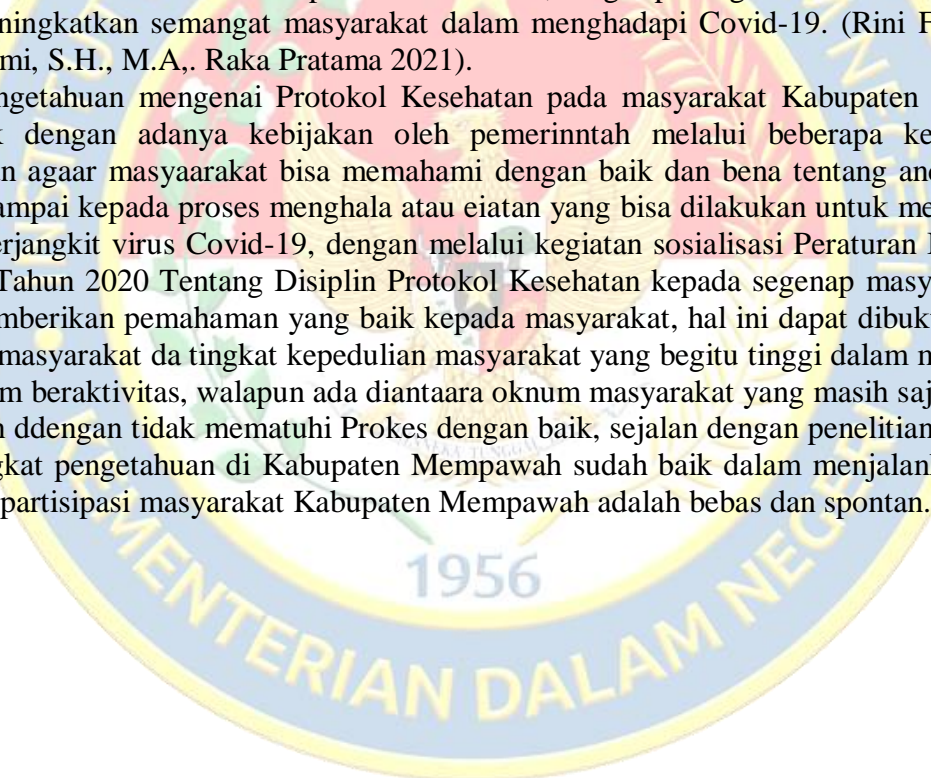 ningkatkan semangat masyarakat dalam menghadapi Covid-19. (Rini F
mi, S.H., M.A,. Raka Pratama 2021).
ngetahuan mengenai Protokol Kesehatan pada masyarakat Kabupaten
k dengan adanya kebijakan oleh pemerinntah melalui beberapa ke
n agaar masyaarakat bisa memahami dengan baik dan bena tentang anc
ampai kepada proses menghala atau eiatan yang bisa dilakukan untuk me
erjangkit virus Covid-19, dengan melalui kegiatan sosialisasi Peraturan
Tahun 2020 Tentang Disiplin Protokol Kesehatan kepada segenap masy
mberikan pemahaman yang baik kepada masyarakat, hal ini dapat dibuk
masyarakat da tingkat kepedulian masyarakat yang begitu tinggi dalam
m beraktivitas, walapun ada diantaara oknum masyarakat yang masih saj
n ddengan tidak mematuhi Prokes dengan baik, sejalan dengan penelitian
gkat pengetahuan di Kabupaten Mempawah sudah baik dalam menjalank
partisipasi masyarakat Kabupaten Mempawah adalah bebas dan spontan.
1956
KEMENTERIAN DALAM NEGERI